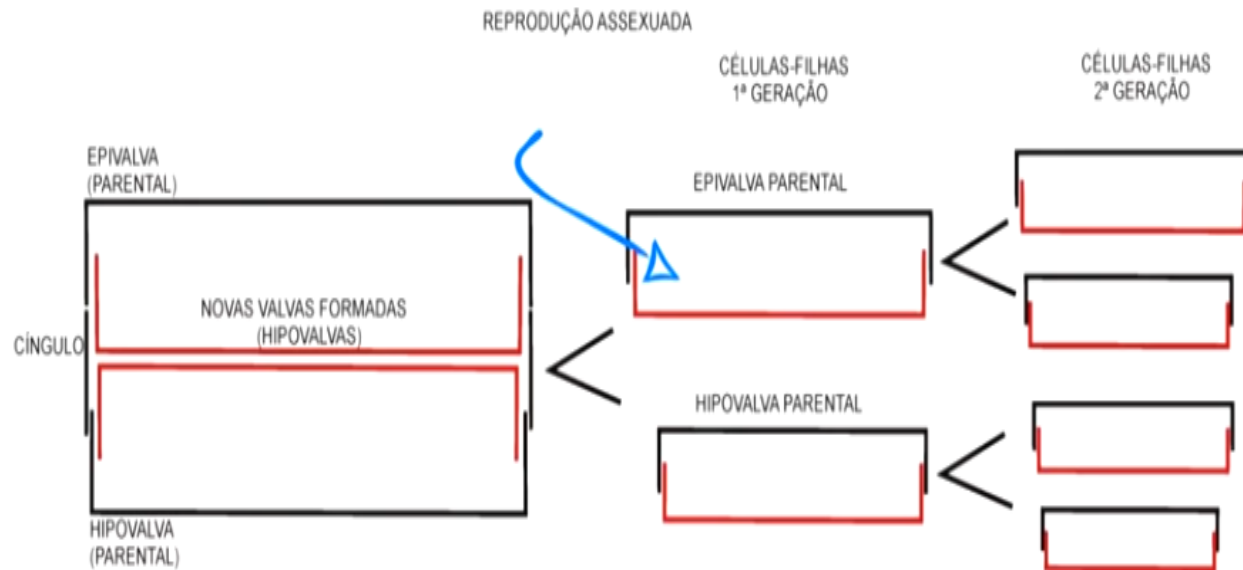 REPRODUÇÃO ASSEXUADA
CÉLULAS-FILHAS
1ª GERAÇÃO
CÉLULAS-FILHAS
2ª GERAÇÃO
EPIVALVA
(PARENTAL)
EPIVALVA PARENTAL
NOVAS VALVAS FORMADAS
(HIPOVALVAS)
CÍNGULO
HIPOVALVA PARENTAL
HIPOVALVA
(PARENTAL)